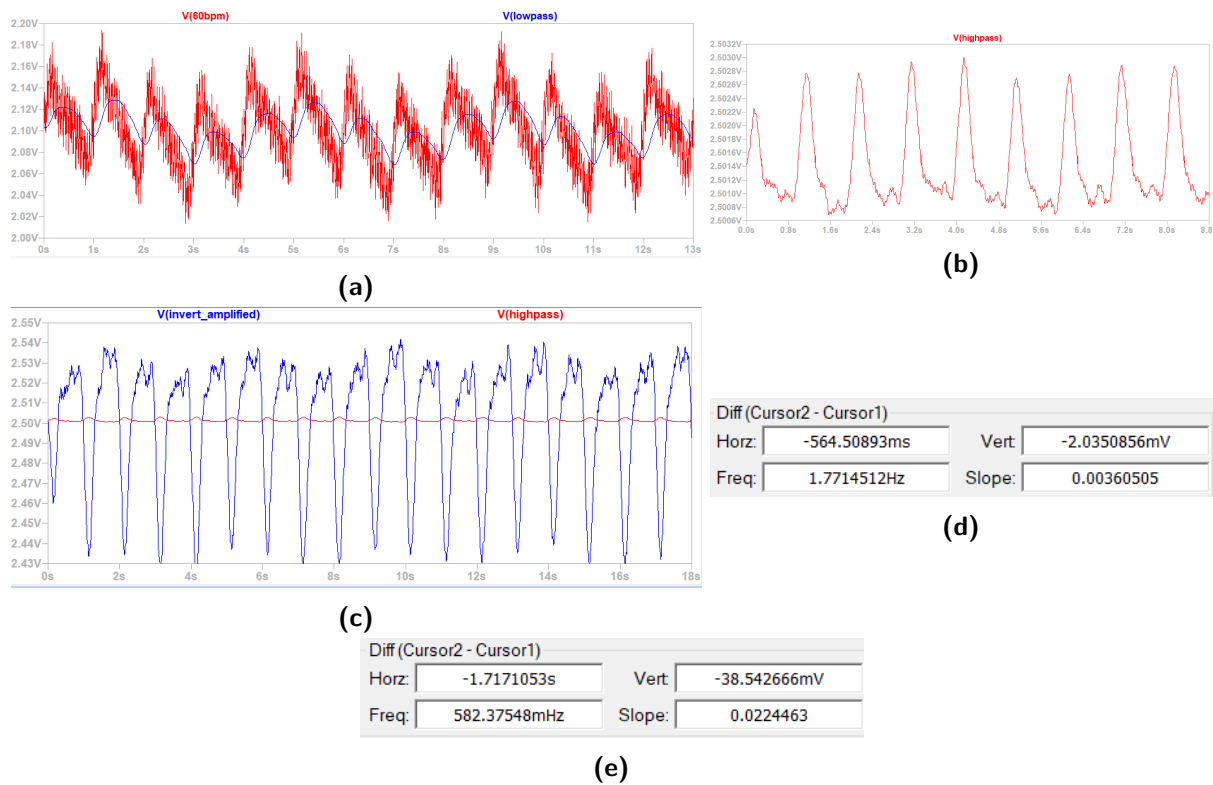 V(60bpm) V(lowpass)
2.20V
2.18V
2.16V
2.14V
2.12V
2.10V
2.08V
2.06V
2.04V
2.02V
2.00V
0s 1s 2s 3s 4s 5s 6s 7s 8s 9s 10s 11s 12s 13s
(a)
V(highpass)
2.5032V
2.5030V
2.5028V
2.5026V
2.5024V
2.5022V
2.5020V
2.5018V
2.5016V
2.5014V
2.5012V
2.5010V
2.5008V
2.5006V
0.0s 0.8s 1.6s 2.4s 3.2s 4.0s 4.8s 5.6s 6.4s 7.2s 8.0s 8.8
(b)
V(invert_amplified) V(highpass)
2.55V
2.54V
2.53V
2.52V
2.51V
2.50V
2.49V
2.48V
2.47V
2.46V
2.45V
2.44V
2.43V
0s 2s 4s 6s 8s 10s 12s 14s 16s 18s
(c)
Diff (Cursor2 - Cursor1)
Horz: -564.50893ms Vert: -2.0350856mV
Freq: 1.7714512Hz Slope: 0.00360505
(d)
Diff (Cursor2 - Cursor1)
Horz: -1.7171053s Vert: -38.542666mV
Freq: 582.37548mHz Slope: 0.0224463
(e)